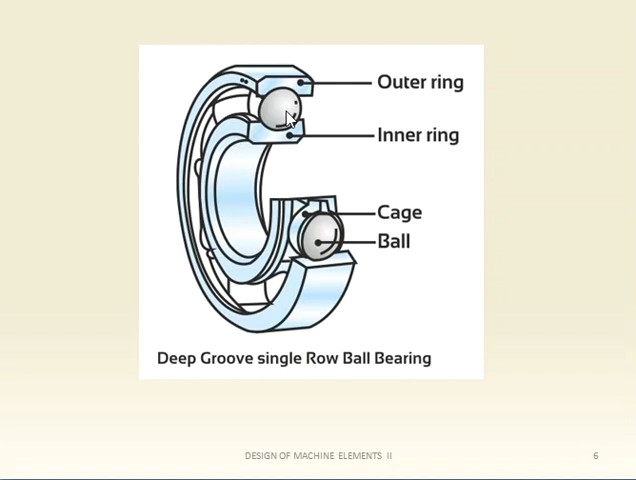 Outer ring
Inner ring
Cage
Ball
Deep Groove single Row Ball Bearing
DESIGN OF MACHINE ELEMENTS II
6